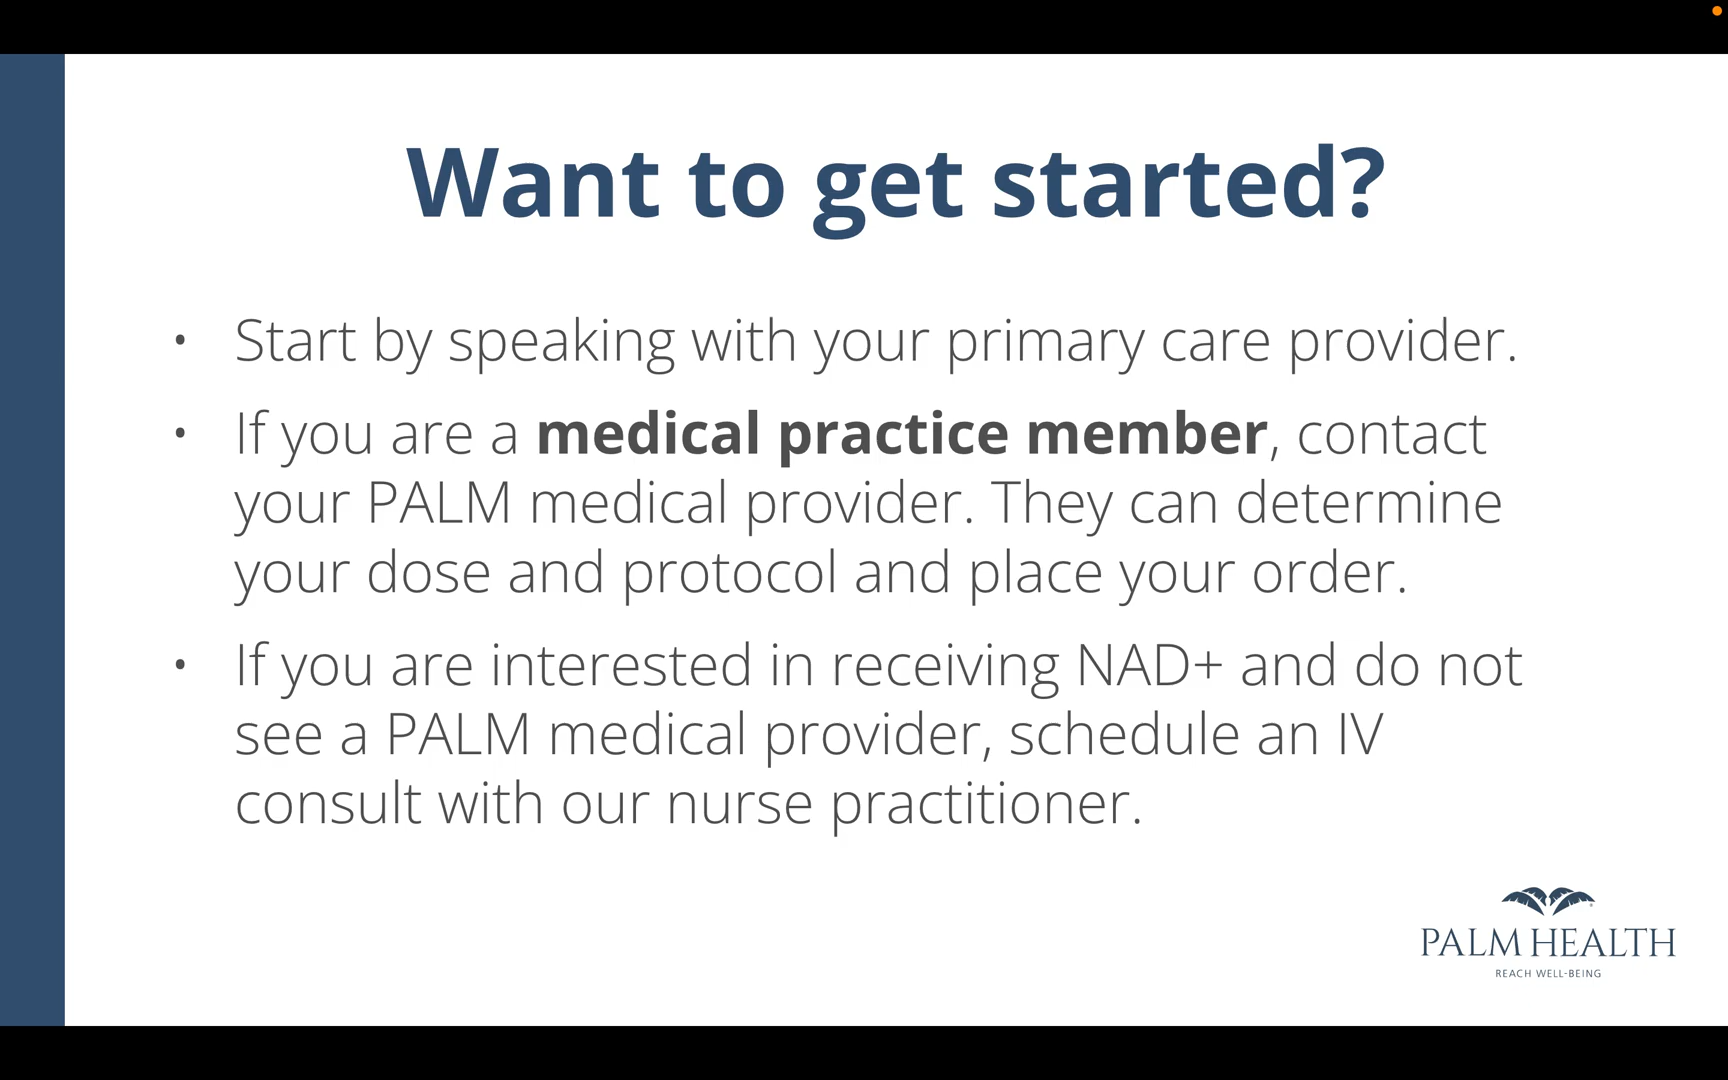 Want to get started?
• Start by speaking with your primary care provider.
• If you are a medical practice member, contact
your PALM medical provider. They can determine
your dose and protocol and place your order.
• If you are interested in receiving NAD+ and do not
see a PALM medical provider, schedule an IV
consult with our nurse practitioner.
PALM HEALTH
REACH WELL-BEING